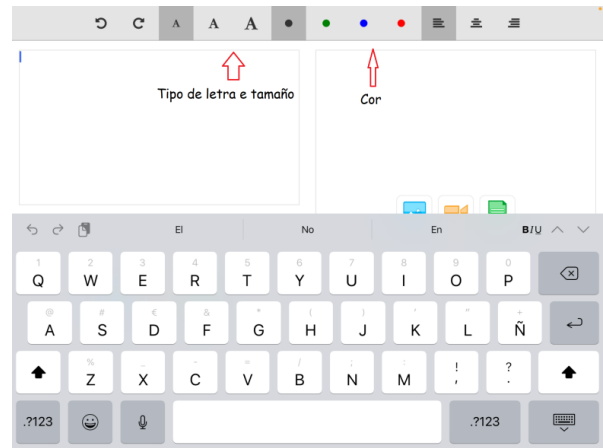 A A A
Tipo de letra e tamaño
Cor
El No En BIU
1 2 3 4 5 6 7 8 9 0
Q W E R T Y U I O P
@ # € & * ( ) ' "  +
A S D F G H J K L Ñ
% - = / ; : ! ?
Z X C V B N M , .
.?123 .?123